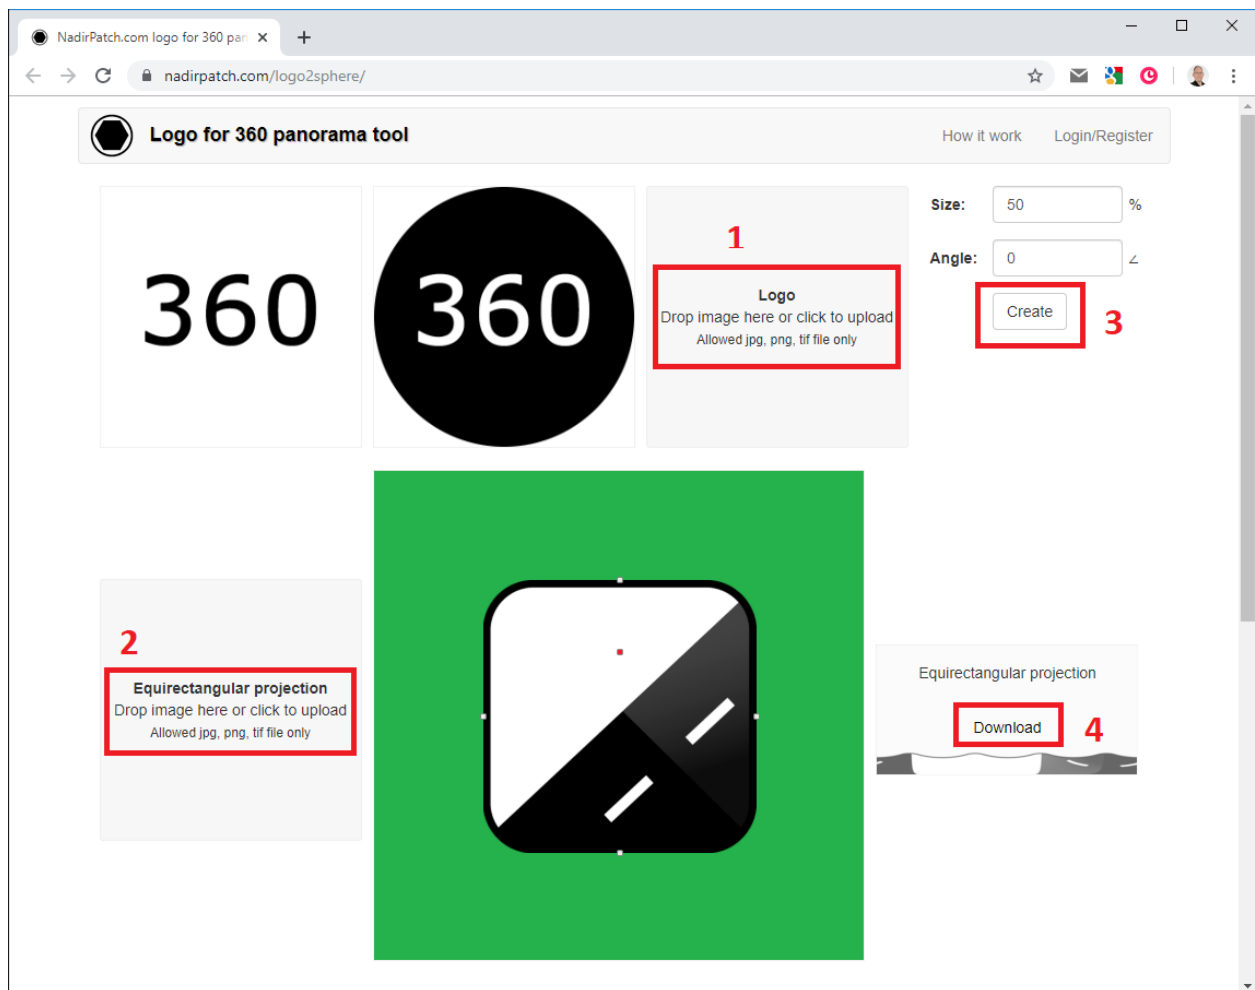 NadirPatch.com logo for 360 pan
nadirpatch.com/logo2sphere/
Logo for 360 panorama tool
How it work
Login/Register
360
360
1
Logo
Drop image here or click to upload
Allowed jpg, png, tif file only
Size:
50
%
Angle:
0
∠
Create
3
2
Equirectangular projection
Drop image here or click to upload
Allowed jpg, png, tif file only
Equirectangular projection
Download
4